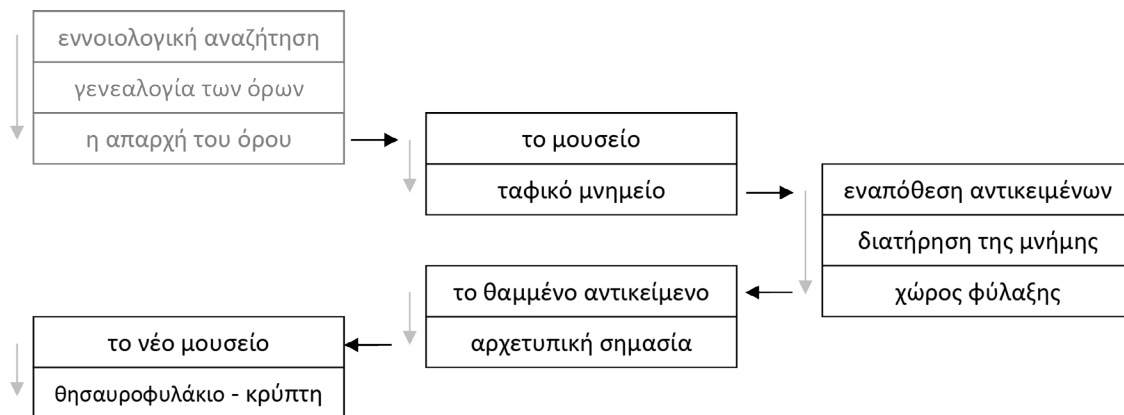 εννοιολογική αναζήτηση
γενεαλογία των όρων
η απαρχή του όρου
το μουσείο
ταφικό μνημείο
εναπόθεση αντικειμένων
διατήρηση της μνήμης
χώρος φύλαξης
το θαμμένο αντικείμενο
αρχετυπική σημασία
το νέο μουσείο
θησαυροφυλάκιο - κρύπτη